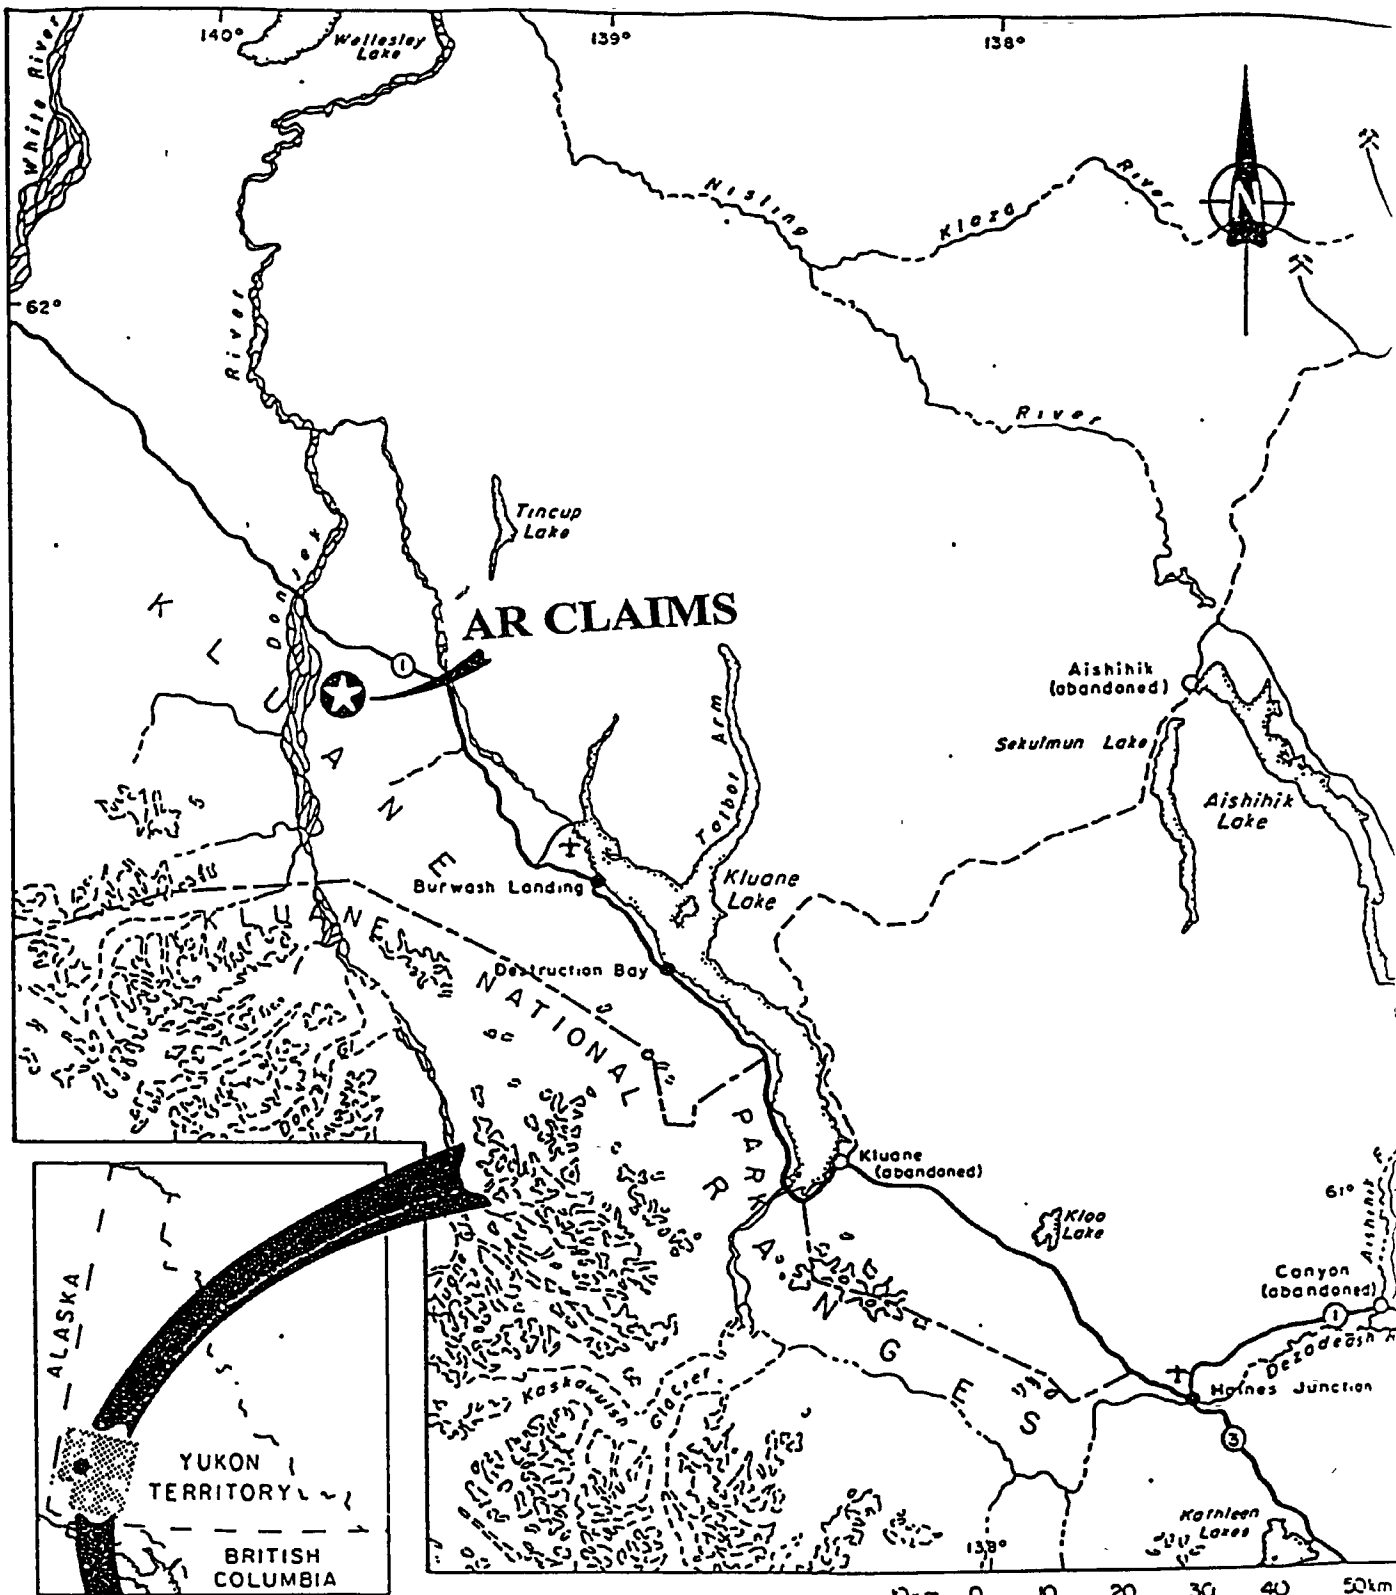 140°
139°
138°
Wellesley
Lake
White River
N
Nisling
Klaza
River
62°
River
River
Tincup
Lake
Donjek
AR CLAIMS
1
KLUANE
Talbot Arm
Aishihik
(abandoned)
Sekulmun Lake
Aishihik
Lake
Burwash Landing
Kluane
Lake
KLUANE
Destruction Bay
NATIONAL
PARK
RANGES
Kluane
(abandoned)
61°
Aishihik
Kloo
Lake
Canyon
(abandoned)
1
Dezadeash
Haines Junction
3
Kaskawulsh
Glacier
Kathleen
Lakes
138°
ALASKA
YUKON
TERRITORY
BRITISH
COLUMBIA
0 10 20 30 40 50km